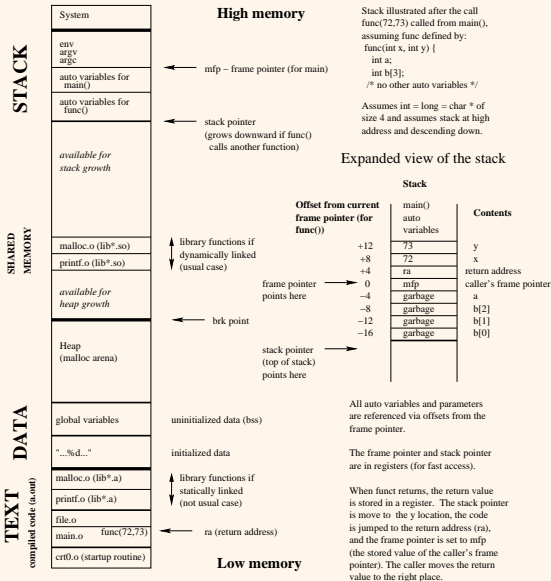 System
High memory
env
argv
argc
auto variables for
main()
auto variables for
func()
available for
stack growth
malloc.o (lib*.so)
printf.o (lib*.so)
available for
heap growth
Heap
(malloc arena)
global variables
"...%d..."
malloc.o (lib*.a)
printf.o (lib*.a)
file.o
main.o func(72,73)
crt0.o (startup routine)
STACK
SHARED
MEMORY
DATA
TEXT
compiled code (a.out)
mfp – frame pointer (for main)
stack pointer
(grows downward if func()
calls another function)
library functions if
dynamically linked
(usual case)
brk point
uninitialized data (bss)
initialized data
library functions if
statically linked
(not usual case)
ra (return address)
Low memory
Stack illustrated after the call
func(72,73) called from main(),
assuming func defined by:
func(int x, int y) {
int a;
int b[3];
/* no other auto variables */
Assumes int = long = char * of
size 4 and assumes stack at high
address and descending down.
Expanded view of the stack
Stack
Offset from current
frame pointer (for
func())
main()
auto
variables
Contents
+12 73 y
+8 72 x
+4 ra return address
frame pointer
points here
0 mfp caller's frame pointer
−4 garbage a
−8 garbage b[2]
−12 garbage b[1]
−16 garbage b[0]
stack pointer
(top of stack)
points here
All auto variables and parameters
are referenced via offsets from the
frame pointer.
The frame pointer and stack pointer
are in registers (for fast access).
When funct returns, the return value
is stored in a register. The stack pointer
is move to the y location, the code
is jumped to the return address (ra),
and the frame pointer is set to mfp
(the stored value of the caller's frame
pointer). The caller moves the return
value to the right place.